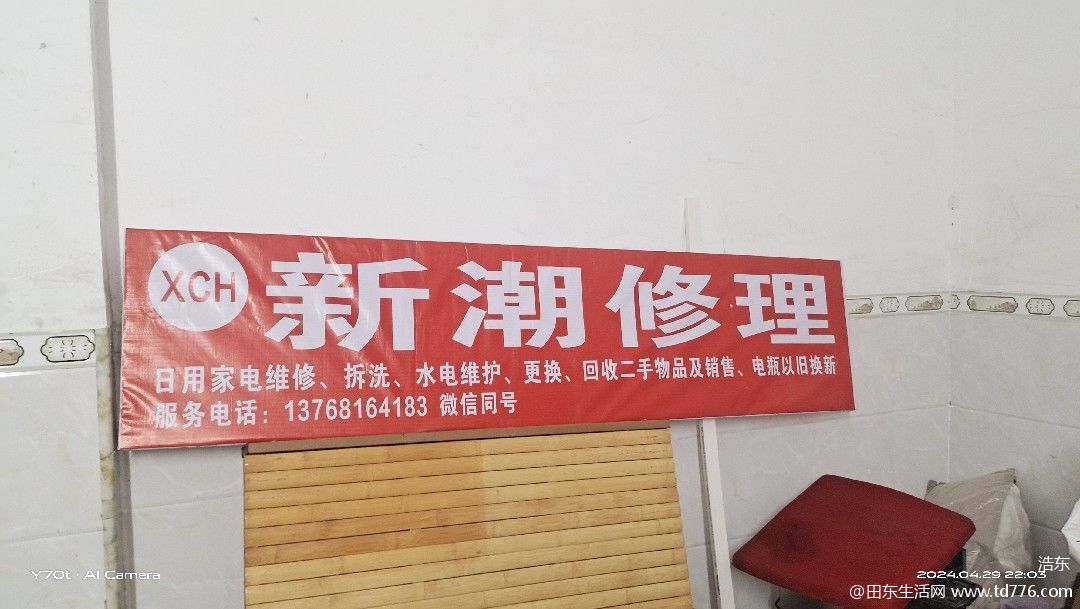 XCH 新潮修理
日用家电维修、拆洗、水电维护、更换、回收二手物品及销售、电瓶以旧换新
服务电话：13768164183 微信同号
Y70t · AI Camera
浩东
2024.04.29 22:03
@田东生活网 www.td776.com